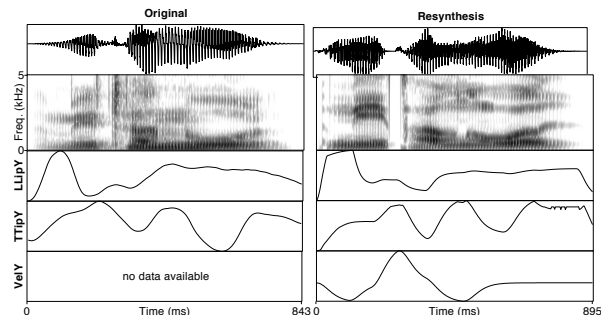 Original
Resynthesis
5
Freq. (kHz)
0
LLipY
TTipY
VelY
no data available
0 Time (ms) 843
0 Time (ms) 895